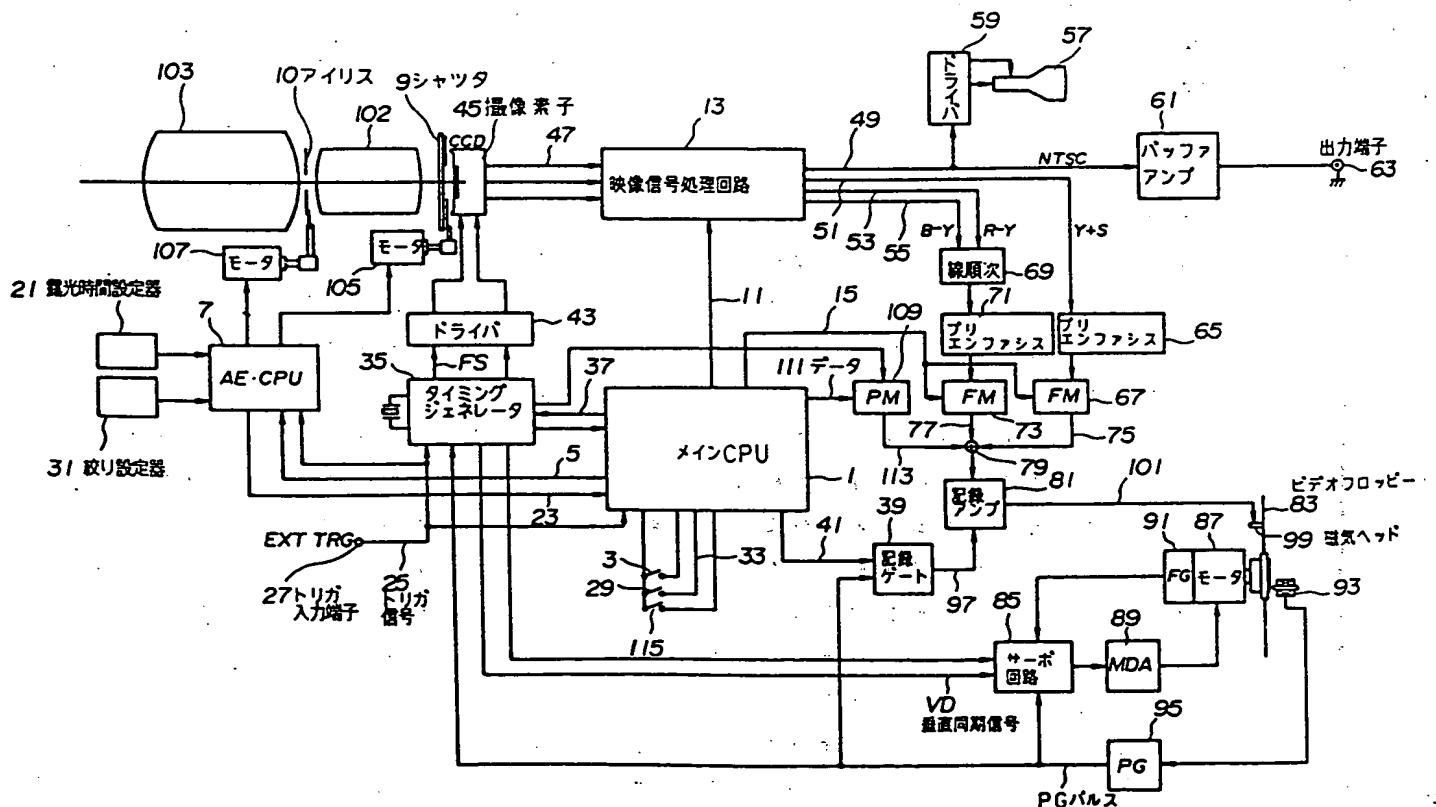 59
57
ドライバ
103
10アイリス
9シャツタ
45撮像素子
102
CCD
47
13
映像信号処理回路
49
NTSC
61
バッファ
アンプ
出力端子
63
51
53
55
B-Y
R-Y
Y+S
線順次
69
107
モータ
モータ
105
11
15
109
71
プリ
エンファシス
プリ
エンファシス
65
21 露光時間設定器
7
ドライバ
43
AE・CPU
35
FS
タイミング
ジェネレータ
37
111データ
PM
FM
FM
67
77
73
75
31 絞り設定器
メインCPU
1
5
23
113
79
81
記録
アンプ
101
ビデオフロッピー
83
39
99 磁気ヘッド
91
87
FG
モータ
93
EXT TRG
27トリガ
入力端子
25
トリガ
信号
3
29
33
115
41
記録
ゲート
97
85
サーボ
回路
89
MDA
VD
垂直同期信号
95
PG
PGパルス